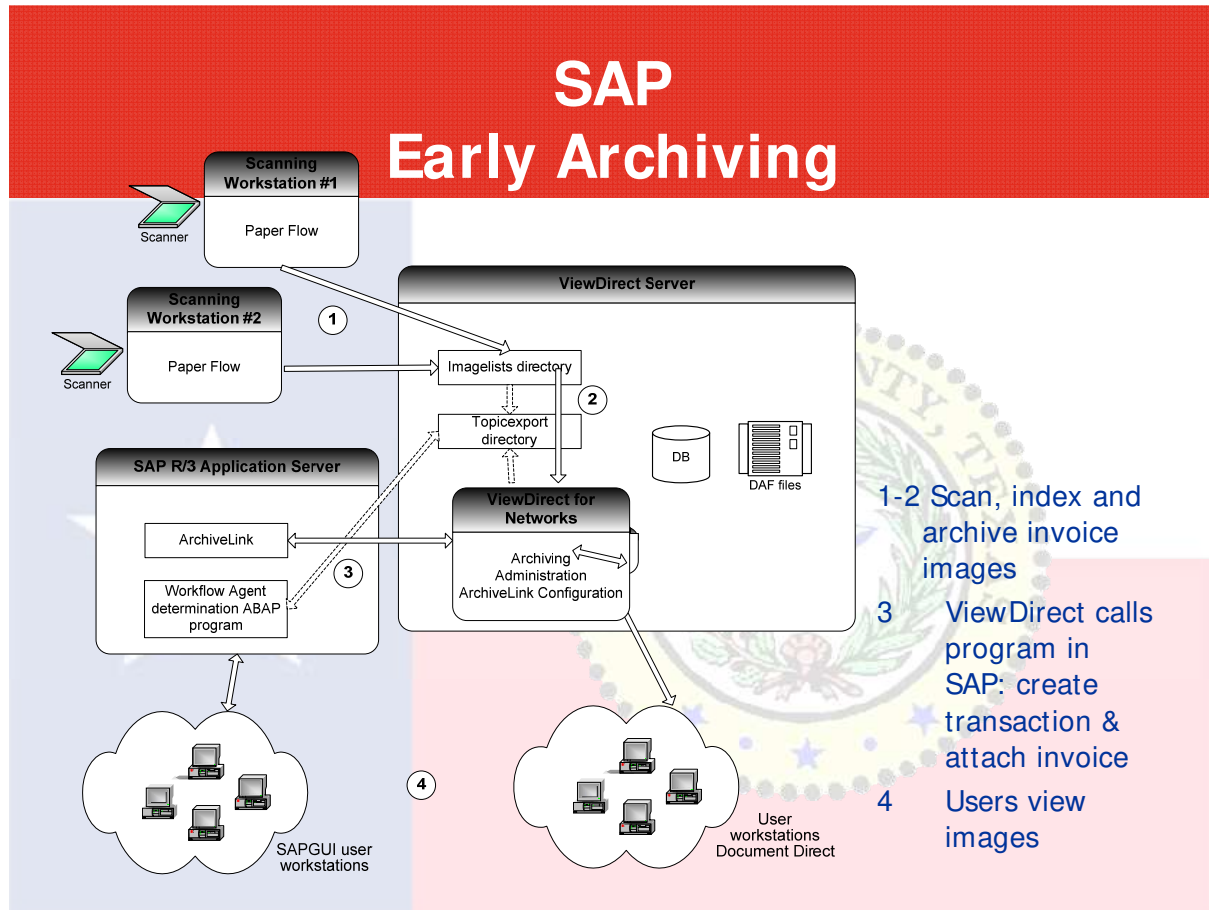 SAP
Early Archiving
Scanning
Workstation #1
Paper Flow
Scanner
Scanning
Workstation #2
Paper Flow
Scanner
1
ViewDirect Server
Imagelists directory
2
Topicexport
directory
DB
DAF files
SAP R/3 Application Server
ArchiveLink
Workflow Agent
determination ABAP
program
3
ViewDirect for
Networks
Archiving
Administration
ArchiveLink Configuration
4
SAPGUI user
workstations
User
workstations
Document Direct
1-2 Scan, index and
archive invoice
images
3 ViewDirect calls
program in
SAP: create
transaction &
attach invoice
4 Users view
images
NTY, TEXAS